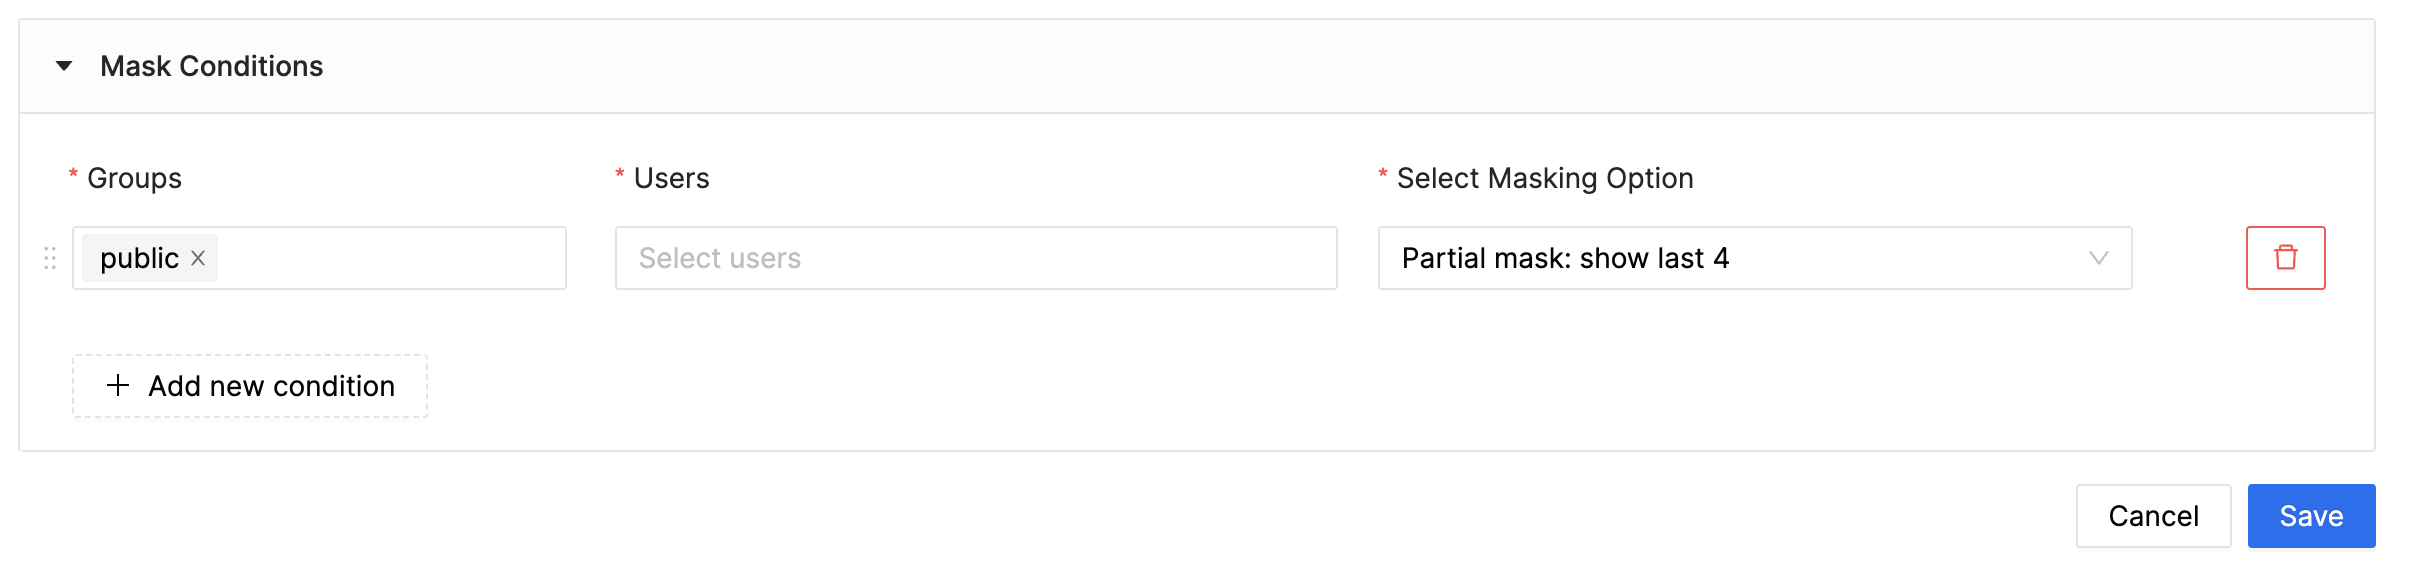 Mask Conditions
* Groups
* Users
* Select Masking Option
public
Select users
Partial mask: show last 4
Add new condition
Cancel
Save